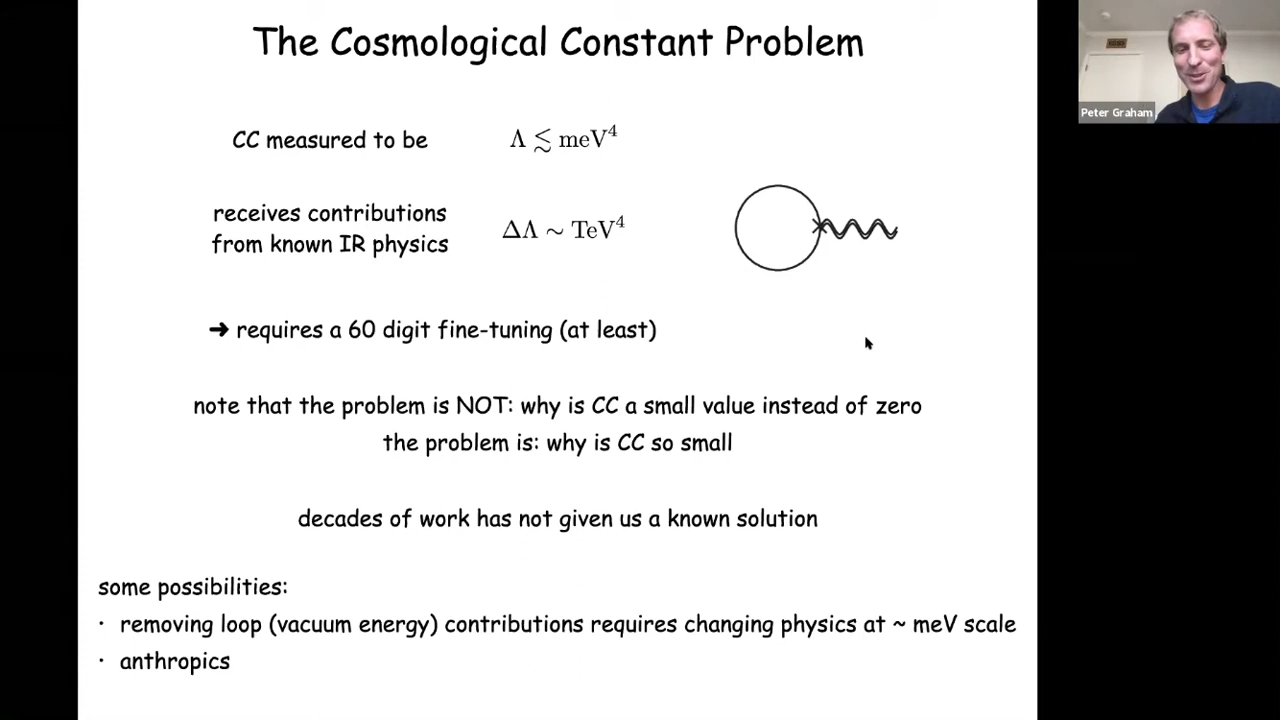 The Cosmological Constant Problem
Peter Graham
CC measured to be Λ ≲ meV⁴
receives contributions
from known IR physics ΔΛ ~ TeV⁴
➜ requires a 60 digit fine-tuning (at least)
note that the problem is NOT: why is CC a small value instead of zero
the problem is: why is CC so small
decades of work has not given us a known solution
some possibilities:
· removing loop (vacuum energy) contributions requires changing physics at ~ meV scale
· anthropics